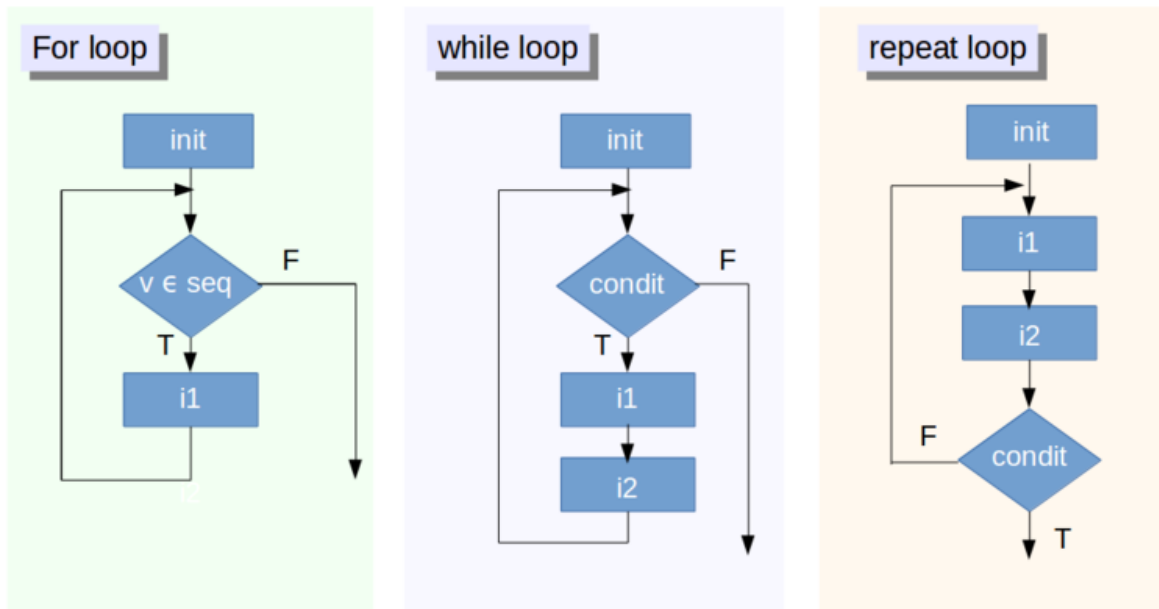 For loop
init
v ϵ seq
F
T
i1
while loop
init
condit
F
T
i1
i2
repeat loop
init
i1
i2
condit
F
T